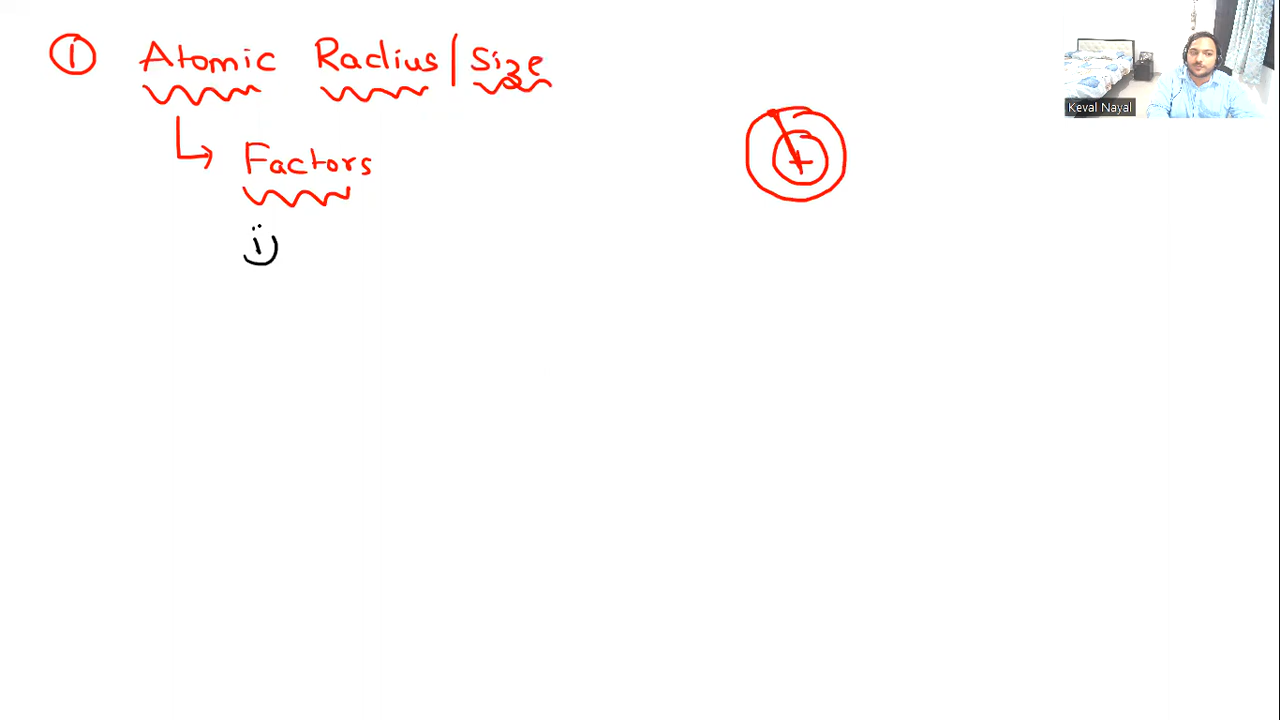 ① Atomic Radius | Size
Keval Nayal
↳ Factors
i)